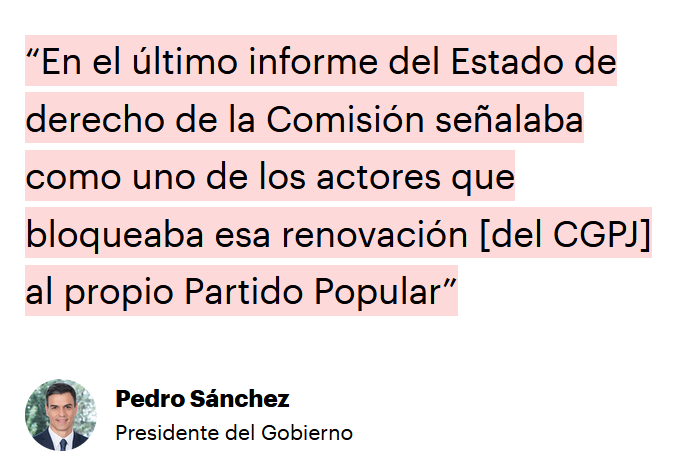 “En el último informe del Estado de
derecho de la Comisión señalaba
como uno de los actores que
bloqueaba esa renovación [del CGPJ]
al propio Partido Popular”
Pedro Sánchez
Presidente del Gobierno